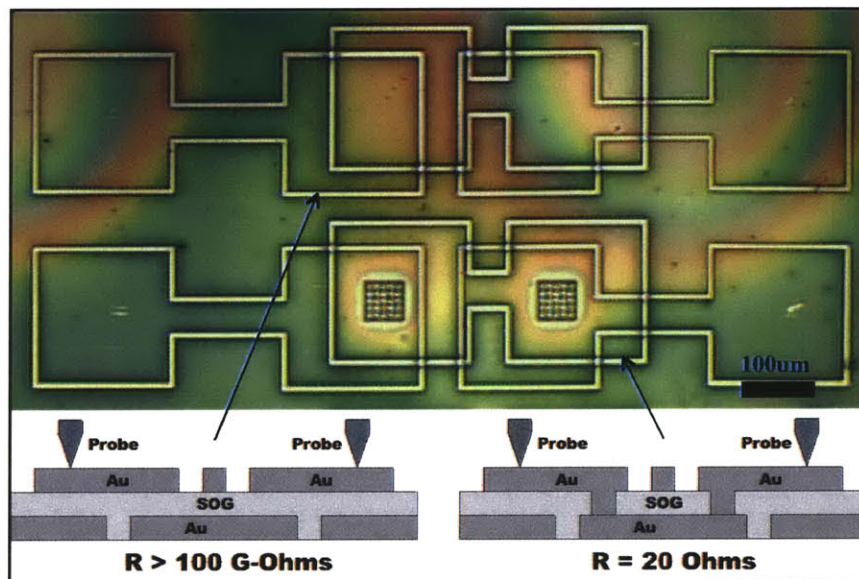 100um
Probe
Probe
Au
Au
SOG
Au
R > 100 G-Ohms
Probe
Probe
Au
Au
SOG
Au
R = 20 Ohms